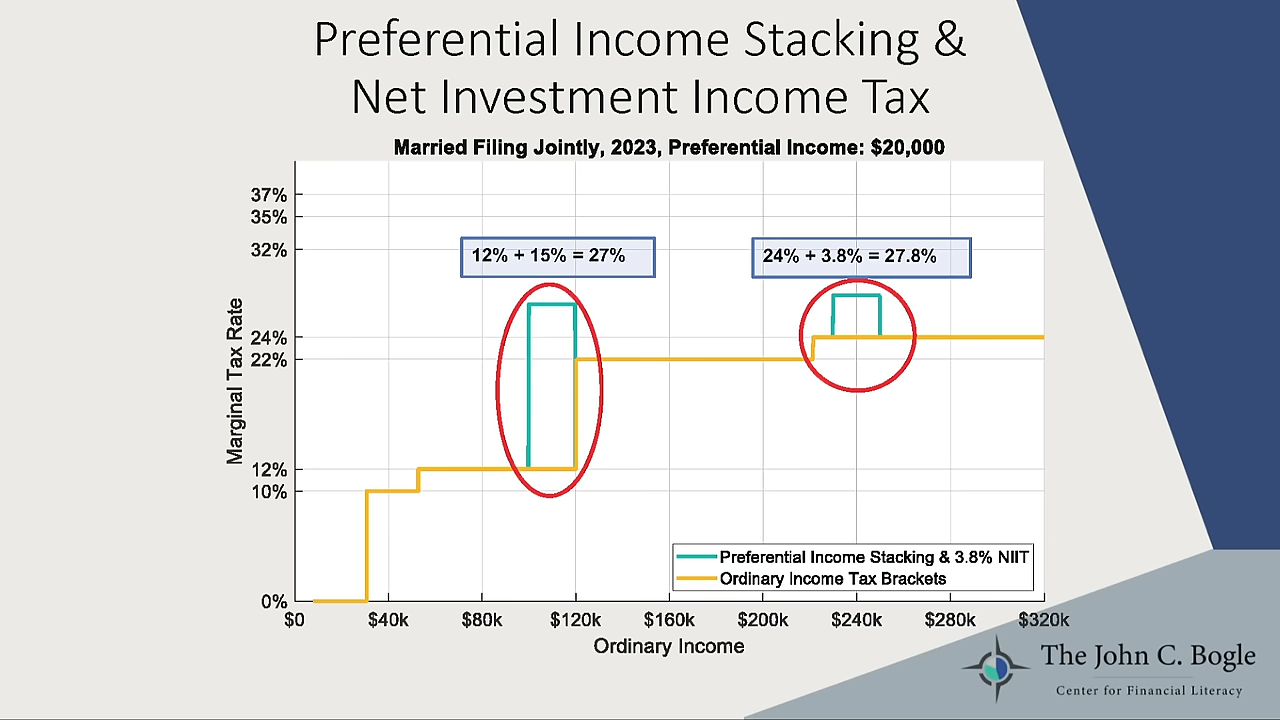 Preferential Income Stacking &
Net Investment Income Tax
Married Filing Jointly, 2023, Preferential Income: $20,000
37%
35%
32%
24%
22%
12%
10%
0%
Marginal Tax Rate
12% + 15% = 27%
24% + 3.8% = 27.8%
Preferential Income Stacking & 3.8% NIIT
Ordinary Income Tax Brackets
$0 $40k $80k $120k $160k $200k $240k $280k $320k
Ordinary Income
The John C. Bogle
Center for Financial Literacy